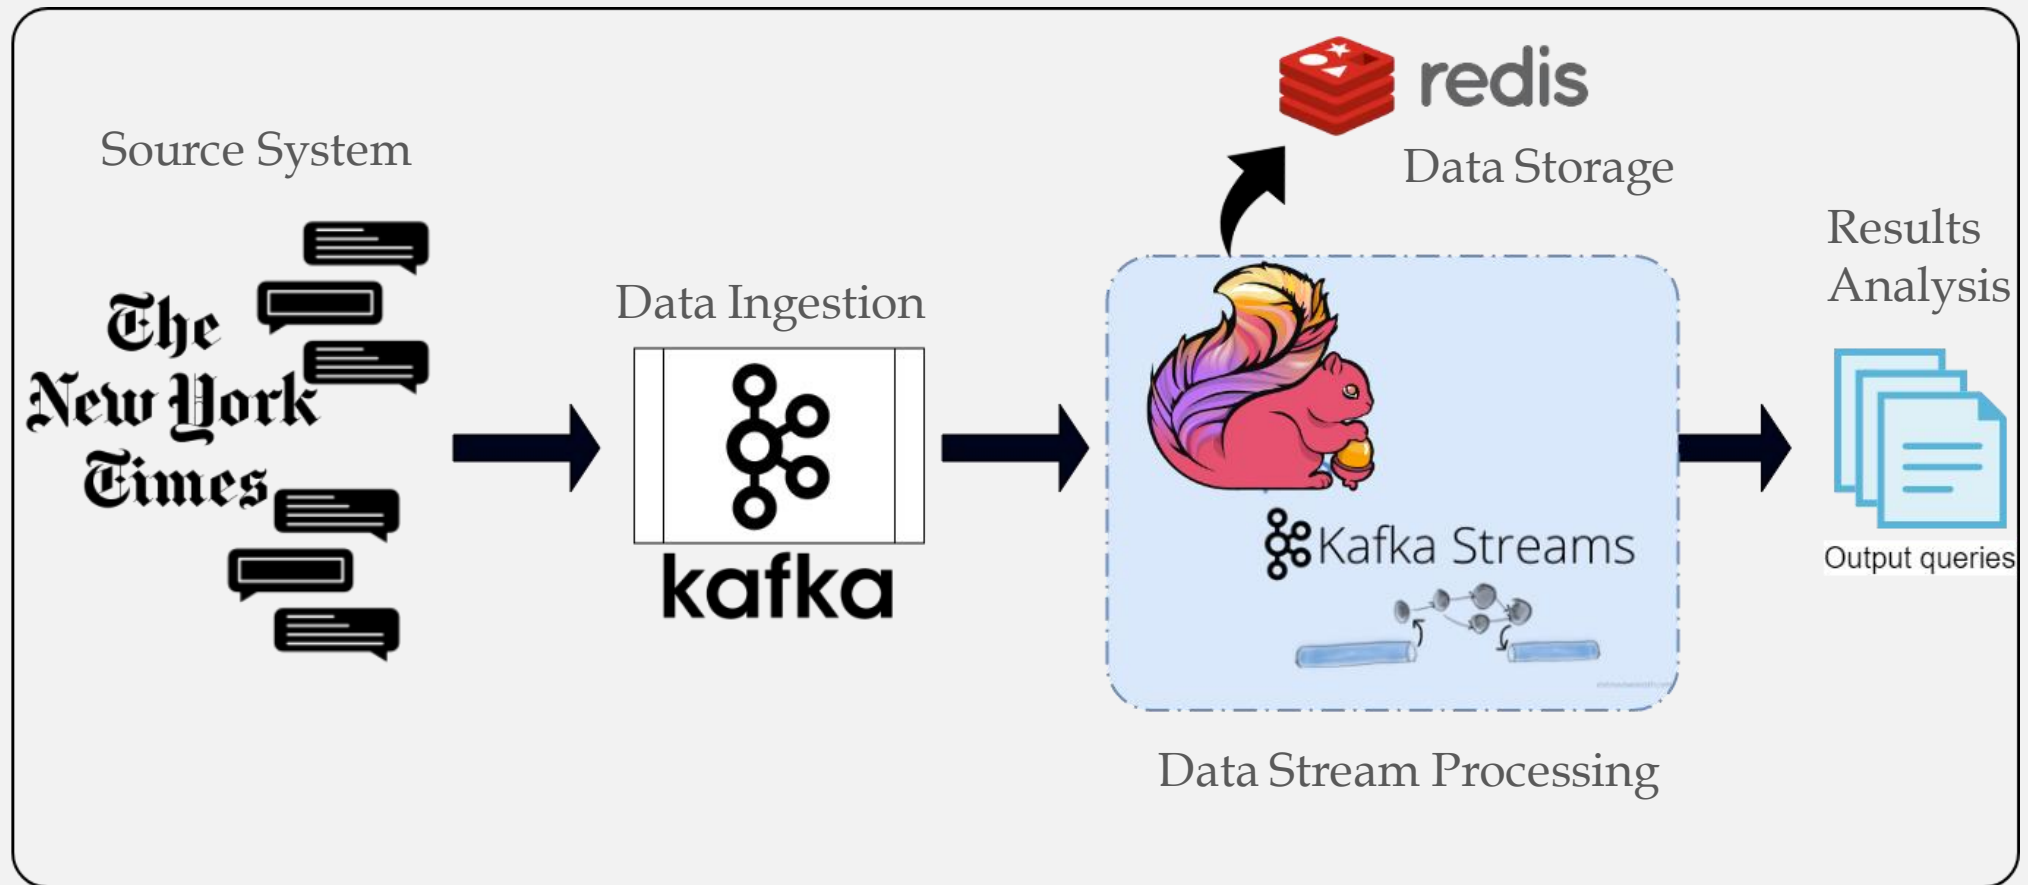 Source System
The
New York
Times
Data Ingestion
kafka
redis
Data Storage
Kafka Streams
Data Stream Processing
Results
Analysis
Output queries